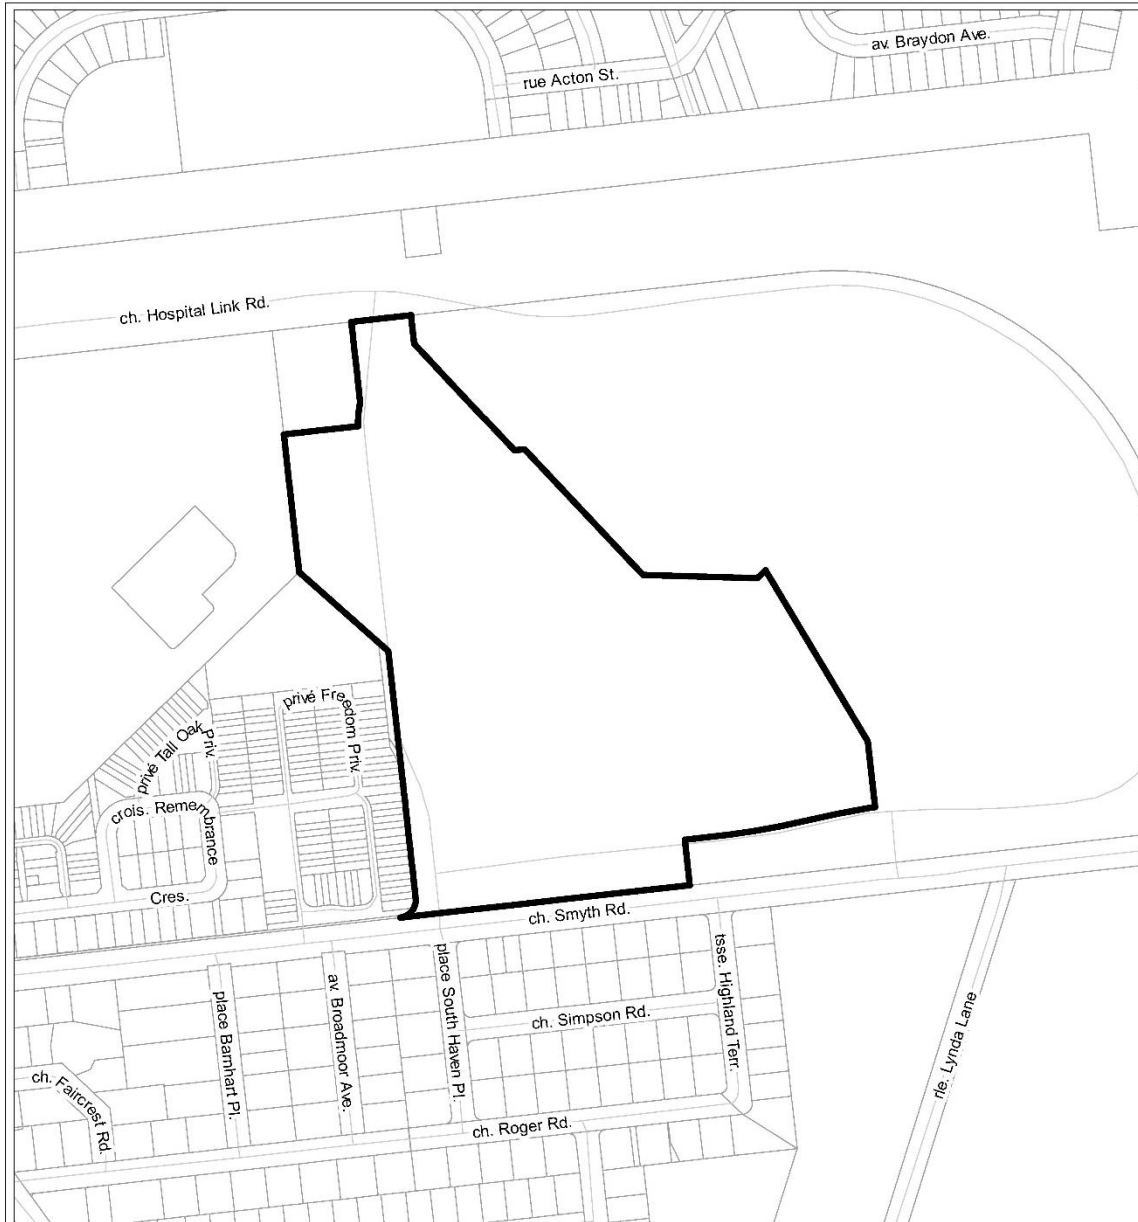 av. Braydon Ave.
rue Acton St.
ch. Hospital Link Rd.
privé Freedom Priv.
privé Tall Oak Priv.
crois. Remembrance Cres.
ch. Smyth Rd.
place South Haven Pl.
tsse. Highland Terr.
av. Broadmoor Ave.
place Barnhart Pl.
ch. Simpson Rd.
rle. Lynda Lane
ch. Faircrest Rd.
ch. Roger Rd.